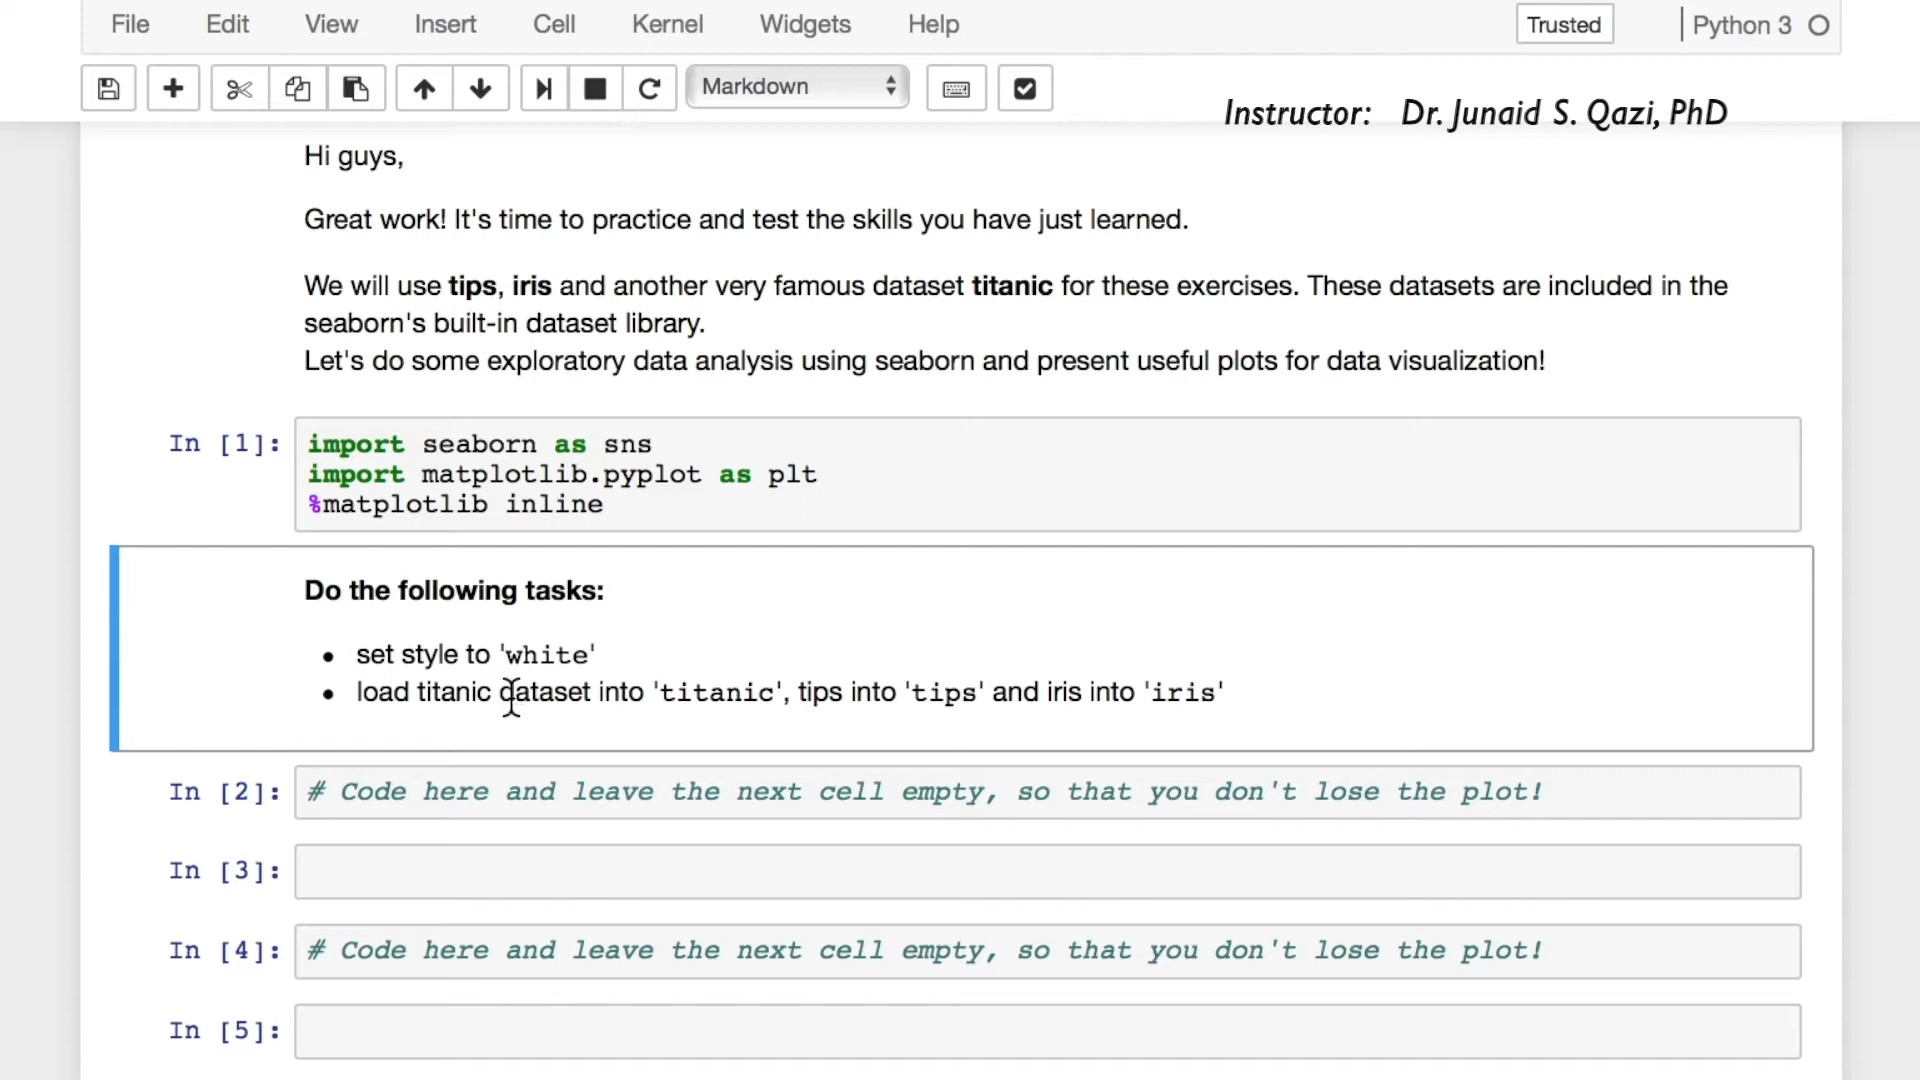 File Edit View Insert Cell Kernel Widgets Help Trusted Python 3
Markdown
Instructor: Dr. Junaid S. Qazi, PhD
Hi guys,
Great work! It's time to practice and test the skills you have just learned.
We will use tips, iris and another very famous dataset titanic for these exercises. These datasets are included in the
seaborn's built-in dataset library.
Let's do some exploratory data analysis using seaborn and present useful plots for data visualization!
In [1]: import seaborn as sns
import matplotlib.pyplot as plt
%matplotlib inline
Do the following tasks:
• set style to 'white'
• load titanic dataset into 'titanic', tips into 'tips' and iris into 'iris'
In [2]: # Code here and leave the next cell empty, so that you don't lose the plot!
In [3]:
In [4]: # Code here and leave the next cell empty, so that you don't lose the plot!
In [5]: